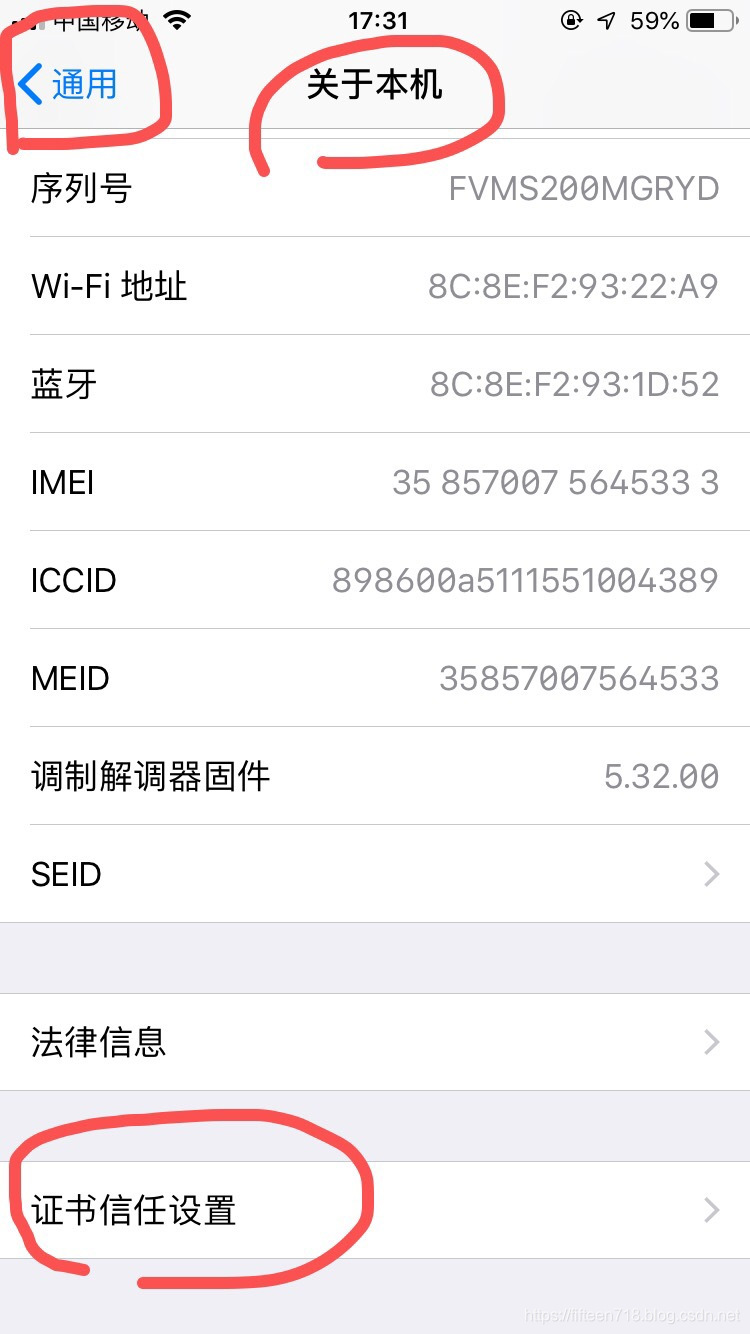 中国移动 17:31 59%
通用 关于本机
序列号 FVMS200MGRYD
Wi-Fi 地址 8C:8E:F2:93:22:A9
蓝牙 8C:8E:F2:93:1D:52
IMEI 35 857007 564533 3
ICCID 898600a5111551004389
MEID 35857007564533
调制解调器固件 5.32.00
SEID
法律信息
证书信任设置
https://fifteen718.blog.csdn.net